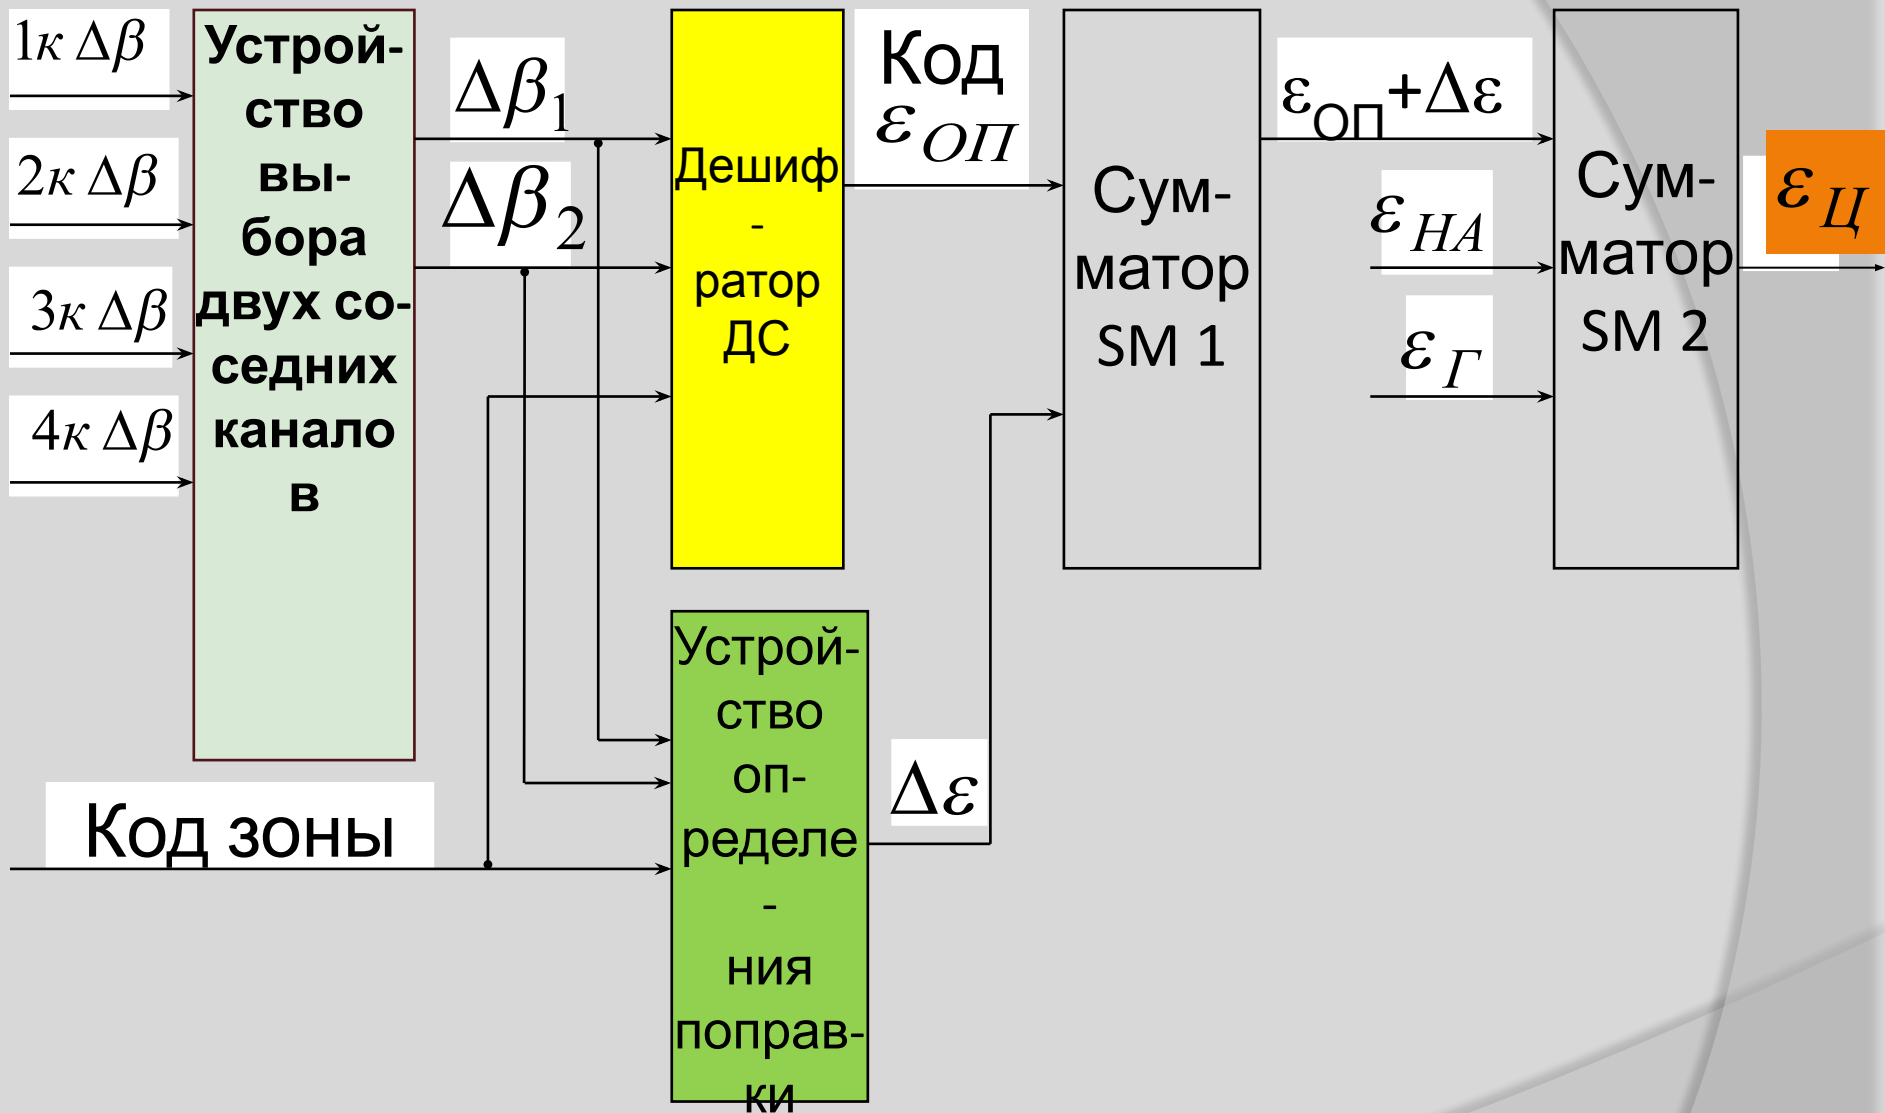 1к Δβ
2к Δβ
3к Δβ
4к Δβ
Устрой-
ство
вы-
бора
двух со-
седних
канало
в
Δβ1
Δβ2
Дешиф
-
ратор
ДС
Код
εОП
Сум-
матор
SM 1
εОП+Δε
εНА
εГ
Сум-
матор
SM 2
εЦ
Код зоны
Устрой-
ство
оп-
ределе
-
ния
поправ-
ки
Δε